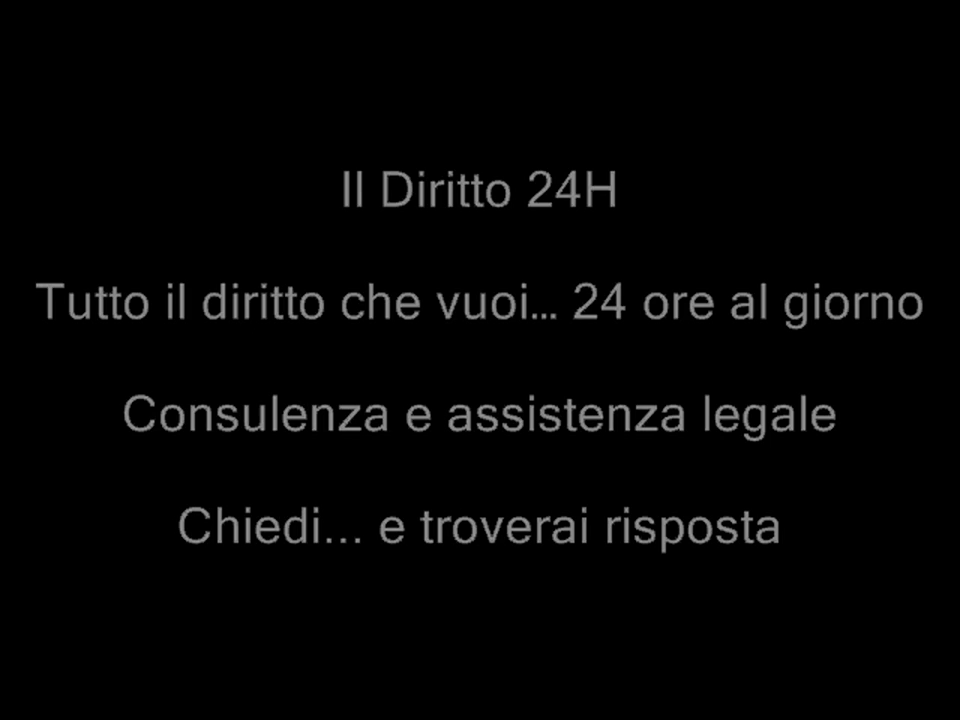 Il Diritto 24H
Tutto il diritto che vuoi… 24 ore al giorno
Consulenza e assistenza legale
Chiedi... e troverai risposta